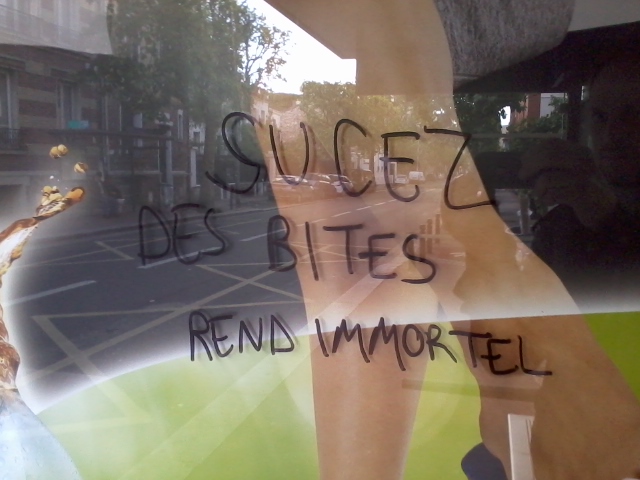 SUCEZ
DES BITES
REND IMMORTEL